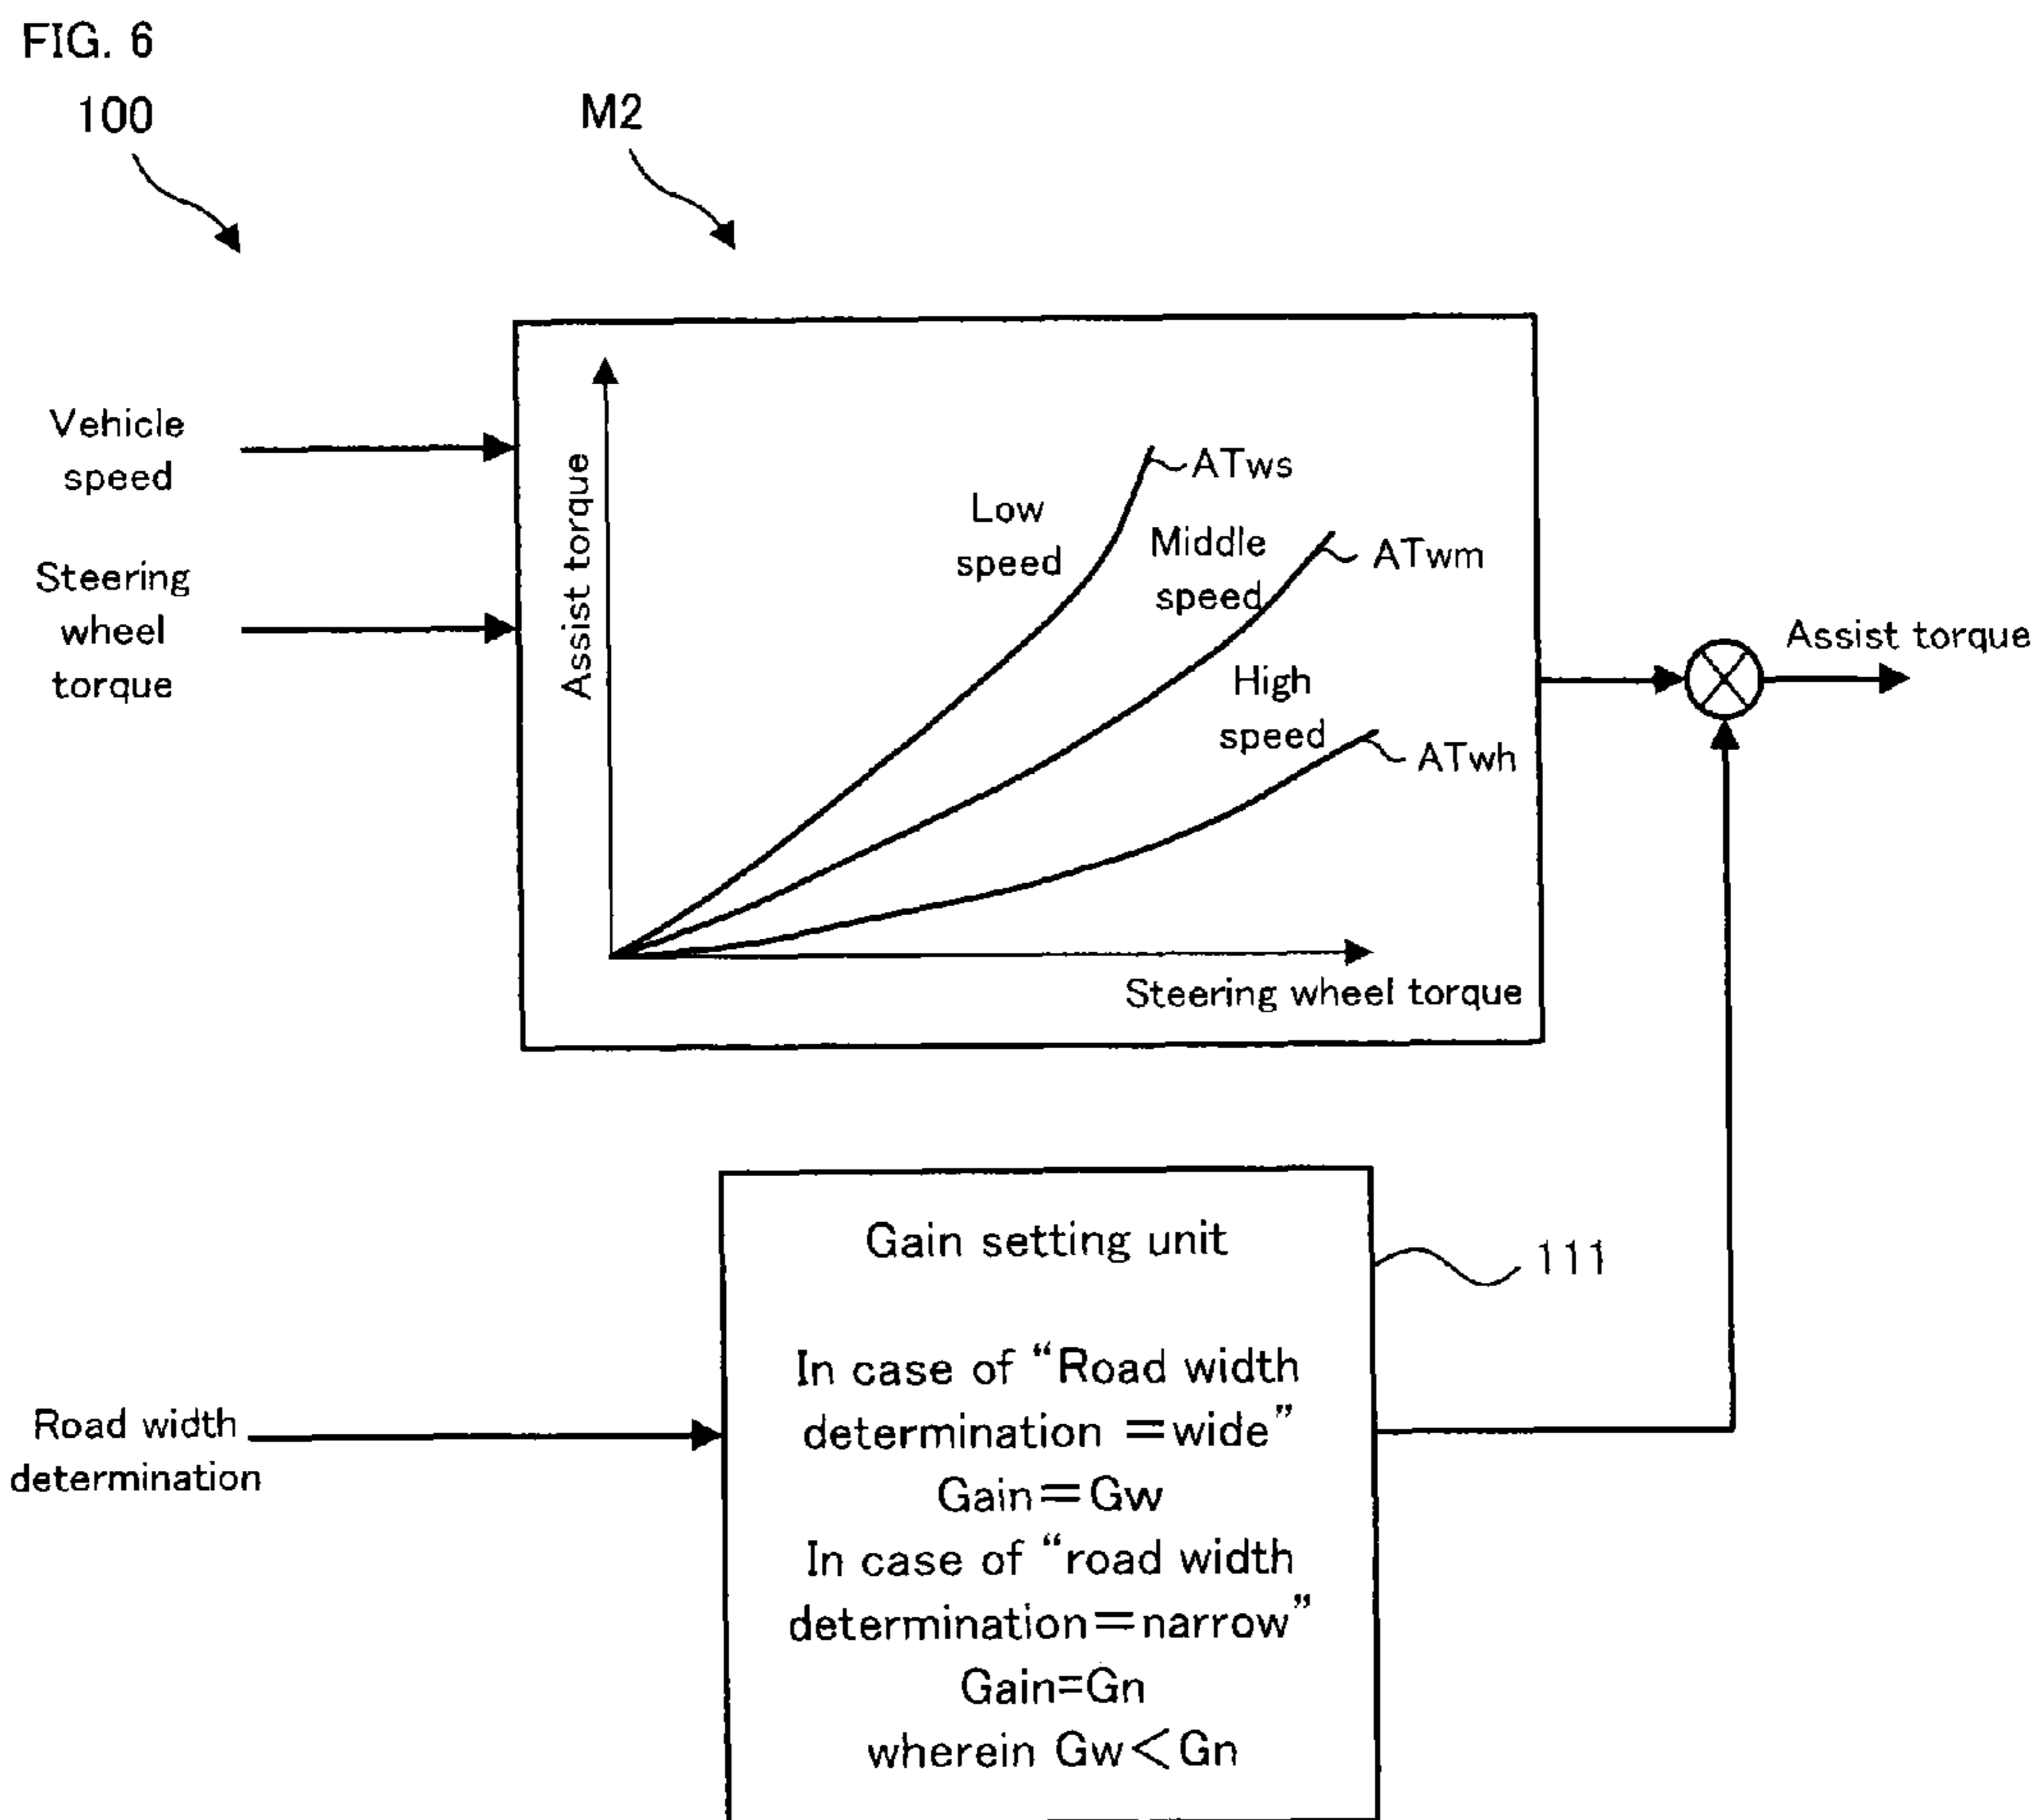 FIG. 6
100
M2
Vehicle
speed
Steering
wheel
torque
Assist torque
Low
speed
ATws
Middle
speed
ATwm
High
speed
ATwh
Steering wheel torque
Assist torque
Gain setting unit
111
In case of “Road width
determination =wide”
Gain=Gw
In case of “road width
determination=narrow”
Gain=Gn
wherein Gw<Gn
Road width
determination